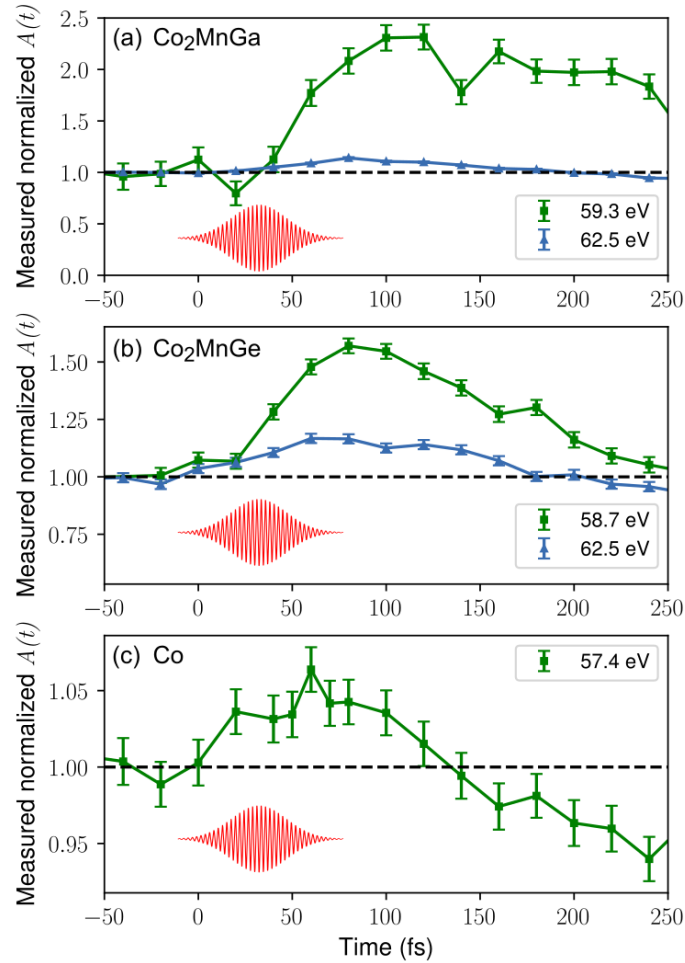 (a) Co₂MnGa
Measured normalized A(t)
2.5
2.0
1.5
1.0
0.5
0.0
59.3 eV
62.5 eV
−50 0 50 100 150 200 250
(b) Co₂MnGe
Measured normalized A(t)
1.50
1.25
1.00
0.75
58.7 eV
62.5 eV
−50 0 50 100 150 200 250
(c) Co
Measured normalized A(t)
1.05
1.00
0.95
57.4 eV
−50 0 50 100 150 200 250
Time (fs)